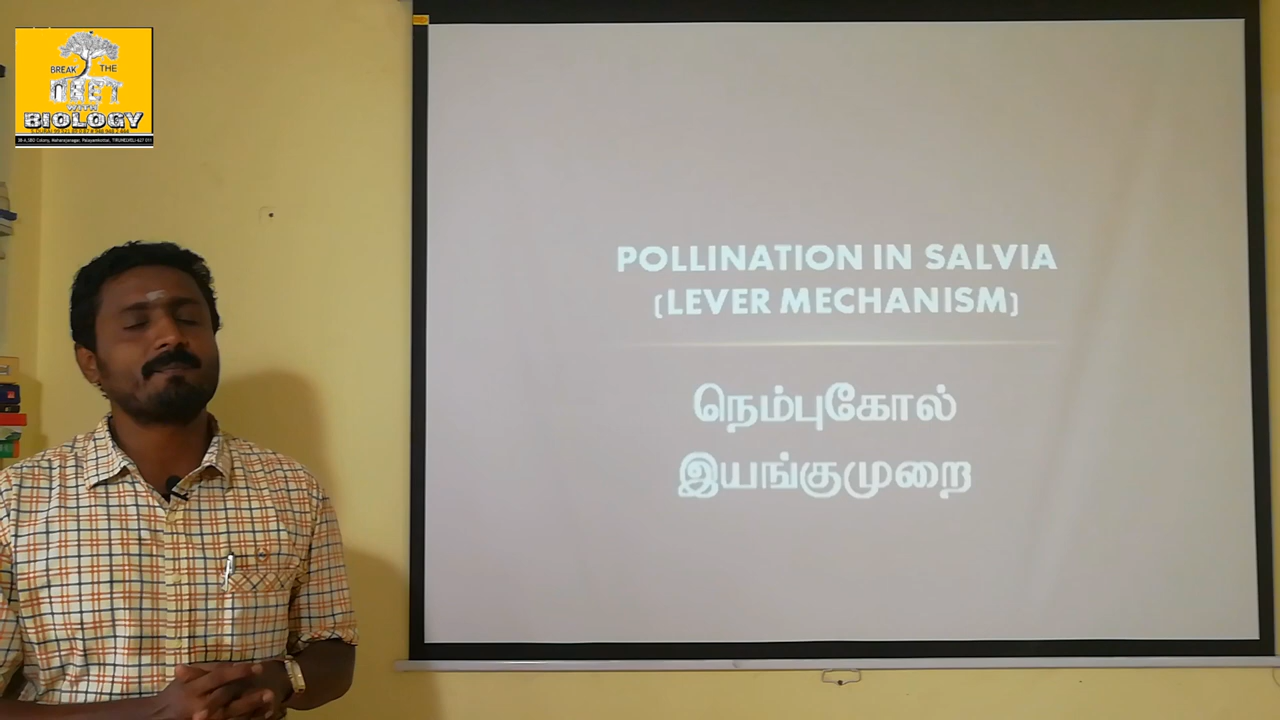 BREAK THE
NEET
WITH
BIOLOGY
POLLINATION IN SALVIA
(LEVER MECHANISM)
நெம்புகோல்
இயங்குமுறை